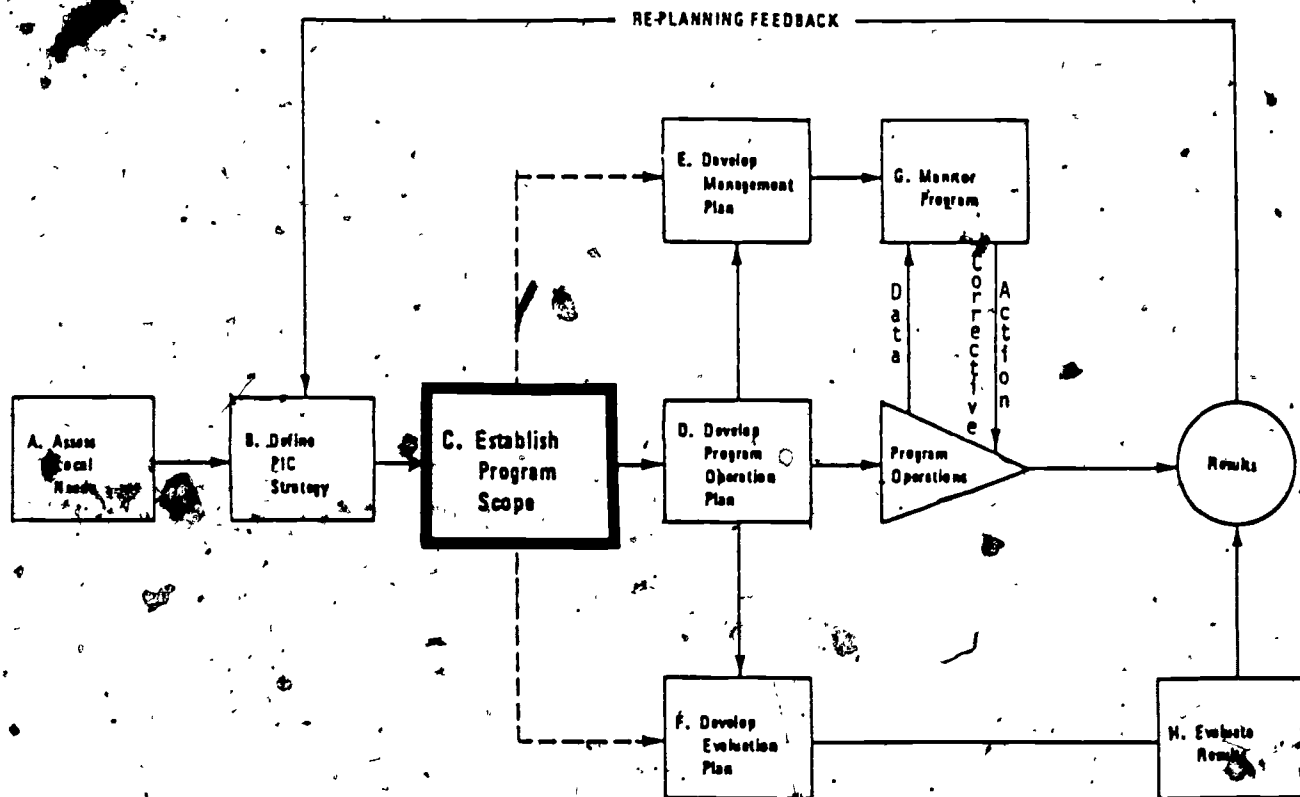 RE-PLANNING FEEDBACK
E. Develop
Management
Plan
G. Monitor
Program
Data
Corrective
Action
A. Assess
Local
Needs
B. Define
PIC
Strategy
C. Establish
Program
Scope
D. Develop
Program
Operation
Plan
Program
Operations
Results
F. Develop
Evaluation
Plan
H. Evaluate
Results